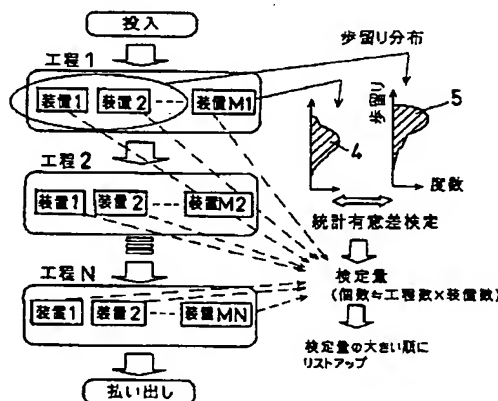 投入
工程1
装置1 装置2 装置M1
工程2
装置1 装置2 装置M2
工程N
装置1 装置2 装置MN
払い出し
歩留り分布
歩留り
4
5
度数
統計有意差検定
検定量
(個数≒工程数×装置数)
検定量の大きい順に
リストアップ